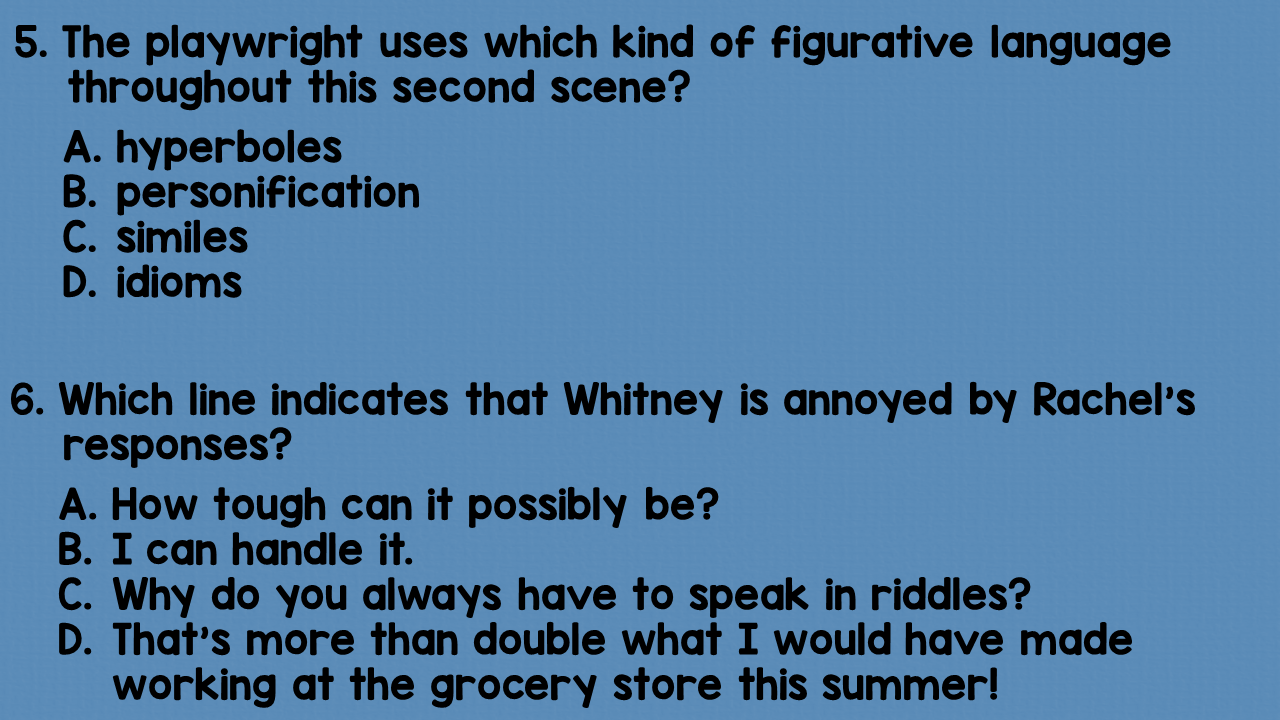 5. The playwright uses which kind of figurative language
throughout this second scene?
A. hyperboles
B. personification
C. similes
D. idioms
6. Which line indicates that Whitney is annoyed by Rachel's
responses?
A. How tough can it possibly be?
B. I can handle it.
C. Why do you always have to speak in riddles?
D. That's more than double what I would have made
working at the grocery store this summer!